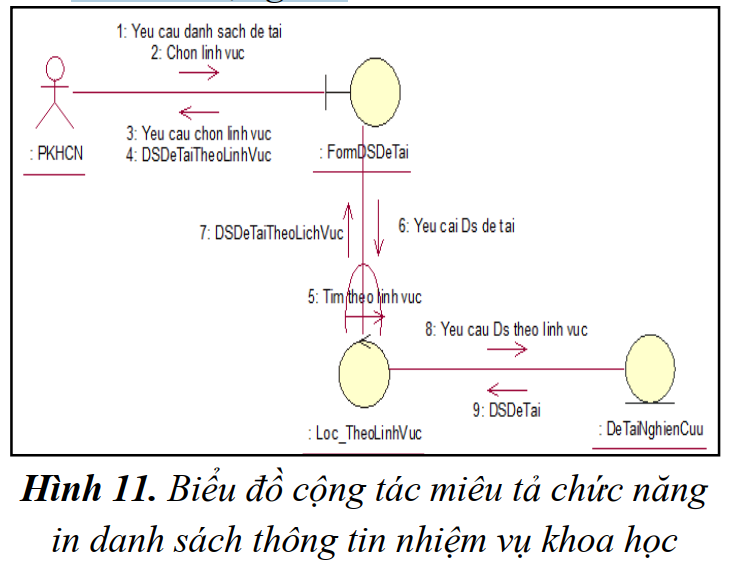 1: Yeu cau danh sach de tai
2: Chon linh vuc
3: Yeu cau chon linh vuc
4: DSDeTaiTheoLinhVuc
: PKHCN
: FormDSDeTai
7: DSDeTaiTheoLichVuc
6: Yeu cai Ds de tai
5: Tim theo linh vuc
8: Yeu cau Ds theo linh vuc
9: DSDeTai
: Loc_TheoLinhVuc
: DeTaiNghienCuu
Hình 11. Biểu đồ cộng tác miêu tả chức năng
in danh sách thông tin nhiệm vụ khoa học